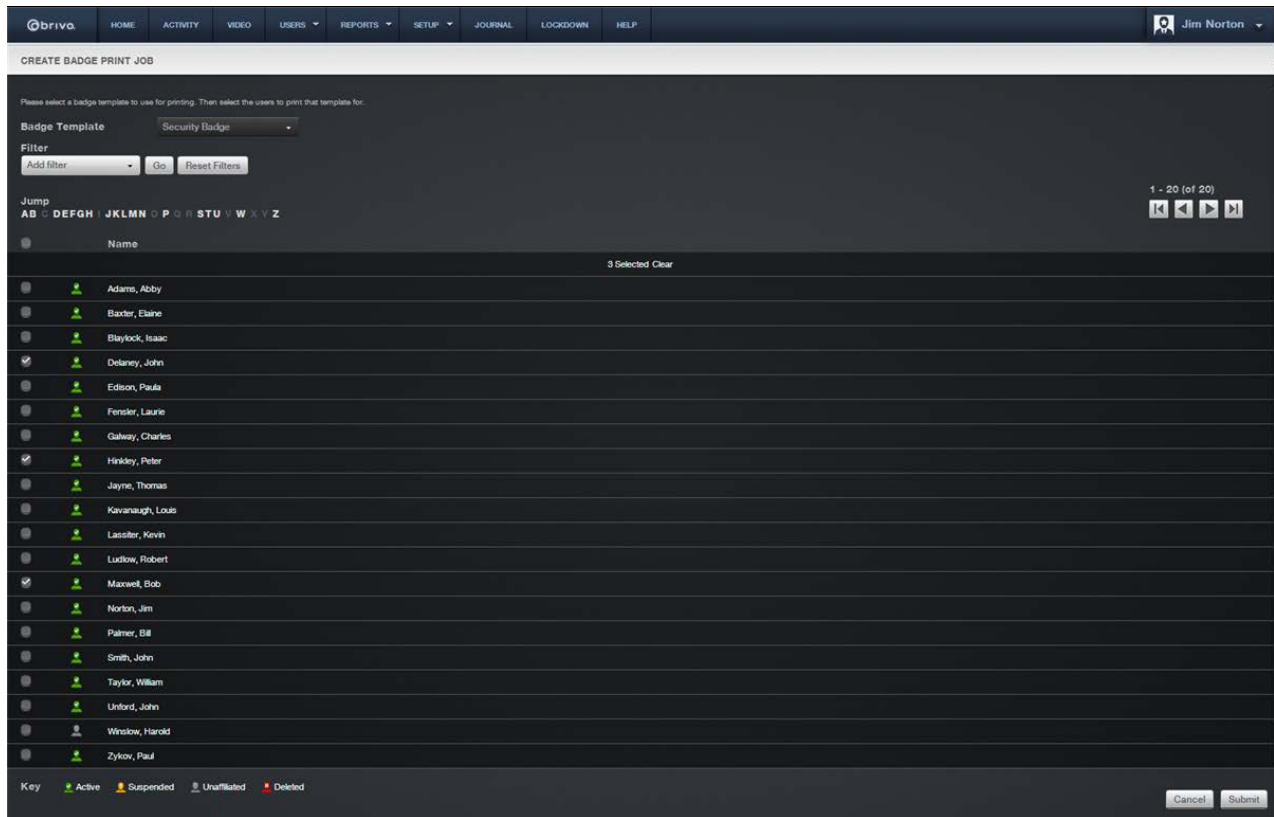 brivo.
HOME ACTIVITY VIDEO USERS REPORTS SETUP JOURNAL LOCKDOWN HELP
Jim Norton
CREATE BADGE PRINT JOB
Please select a badge template to use for printing. Then select the users to print that template for.
Badge Template Security Badge
Filter
Add filter Go Reset Filters
1 - 20 (of 20)
Jump
A B C D E F G H I J K L M N O P Q R S T U V W X Y Z
Name
3 Selected Clear
Adams, Abby
Baxter, Elaine
Blaylock, Isaac
Delaney, John
Edison, Paula
Fensler, Laurie
Galway, Charles
Hinkley, Peter
Jayne, Thomas
Kavanaugh, Louis
Lassiter, Kevin
Ludlow, Robert
Maxwell, Bob
Norton, Jim
Palmer, Bill
Smith, John
Taylor, William
Unford, John
Winslow, Harold
Zykov, Paul
Key Active Suspended Unaffiliated Deleted
Cancel Submit